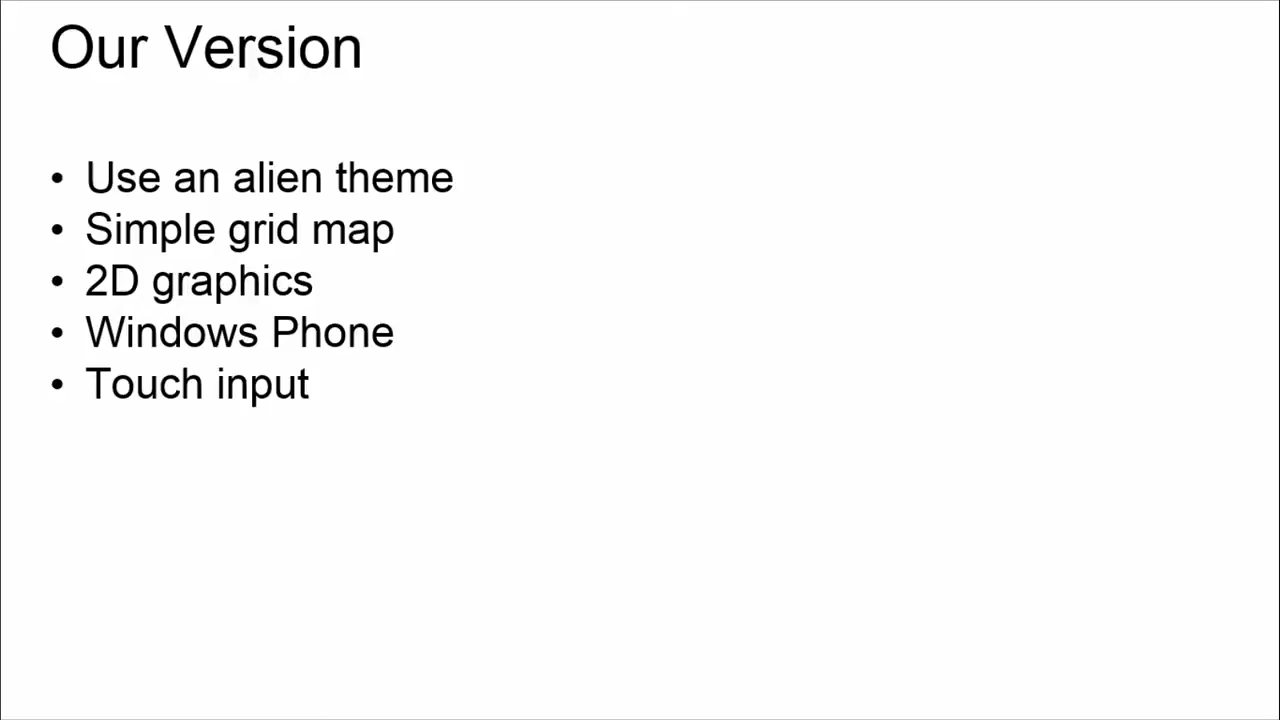 Our Version
• Use an alien theme
• Simple grid map
• 2D graphics
• Windows Phone
• Touch input